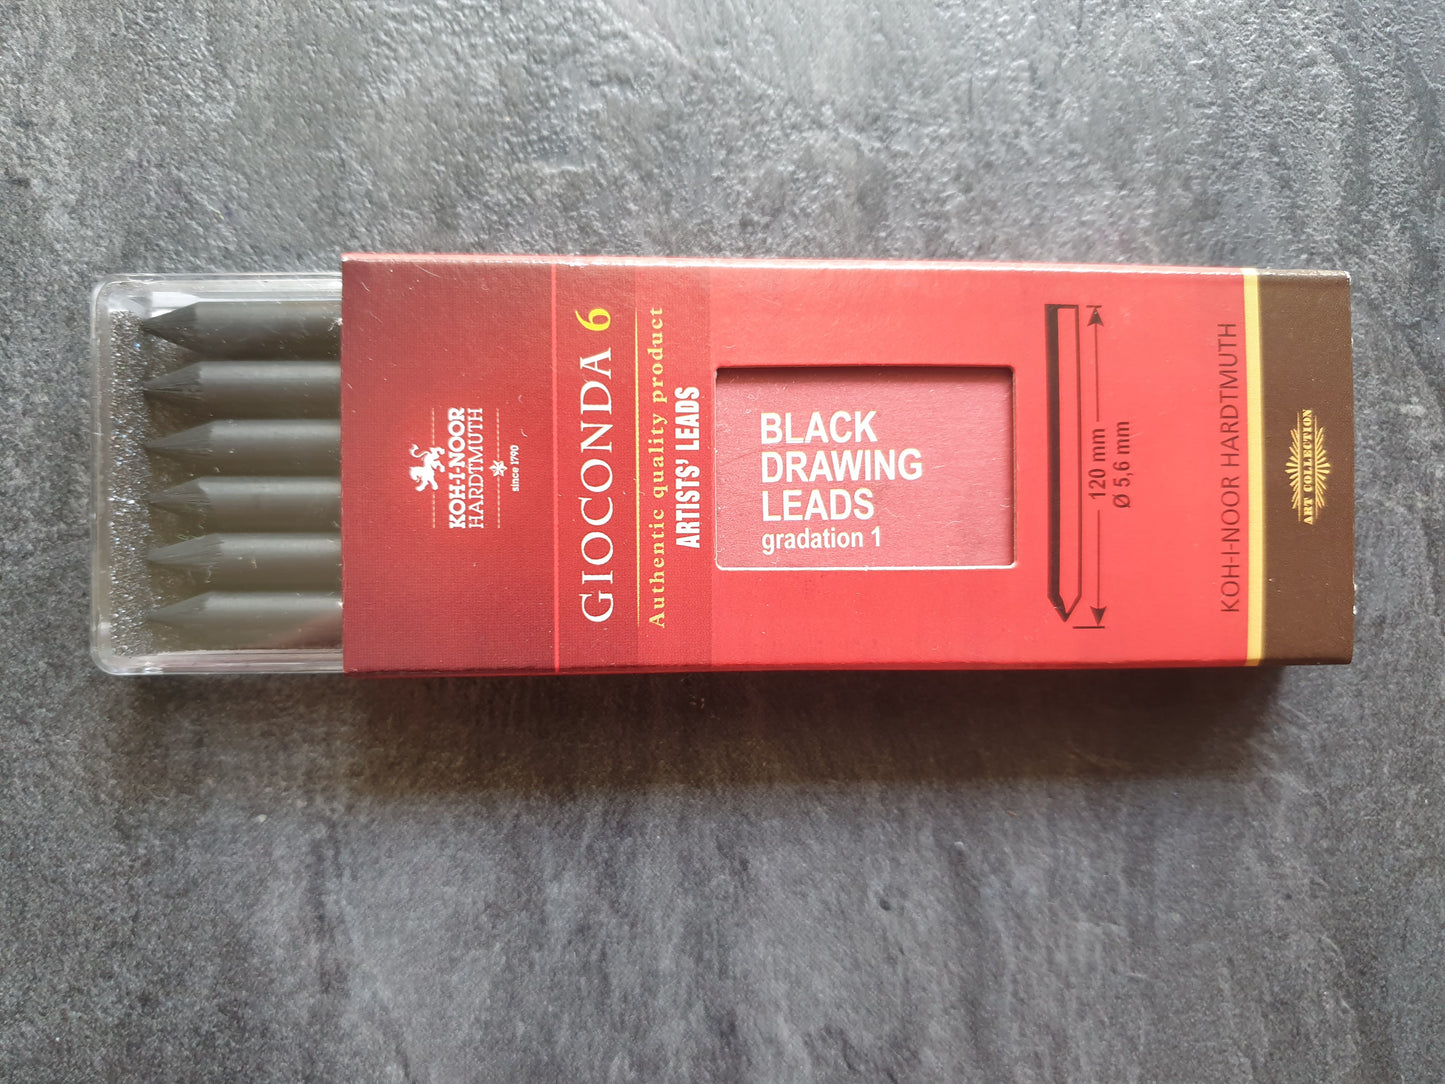 KOH-I-NOOR
HARDTMUTH
since 1790
GIOCONDA 6
Authentic quality product
ARTISTS' LEADS
BLACK
DRAWING
LEADS
gradation 1
120 mm
Ø 5,6 mm
KOH-I-NOOR HARDTMUTH
ART COLLECTION